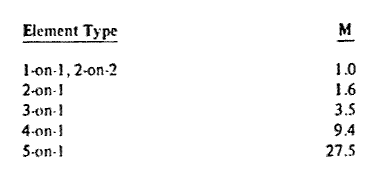 Element Type M
1-on-1, 2-on-2 1.0
2-on-1 1.6
3-on-1 3.5
4-on-1 9.4
5-on-1 27.5